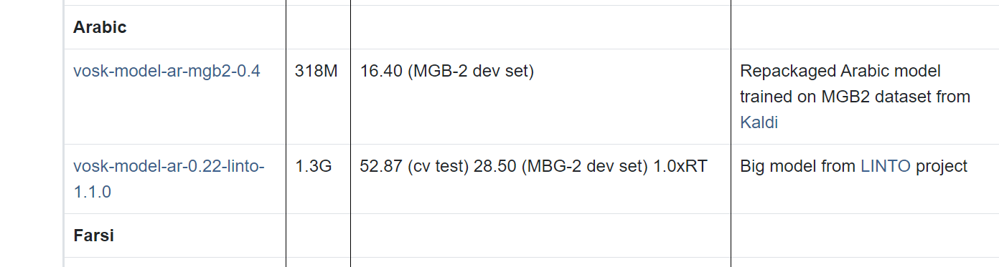 Arabic
vosk-model-ar-mgb2-0.4 318M 16.40 (MGB-2 dev set) Repackaged Arabic model
trained on MGB2 dataset from
Kaldi
vosk-model-ar-0.22-linto- 1.3G 52.87 (cv test) 28.50 (MBG-2 dev set) 1.0xRT Big model from LINTO project
1.1.0
Farsi